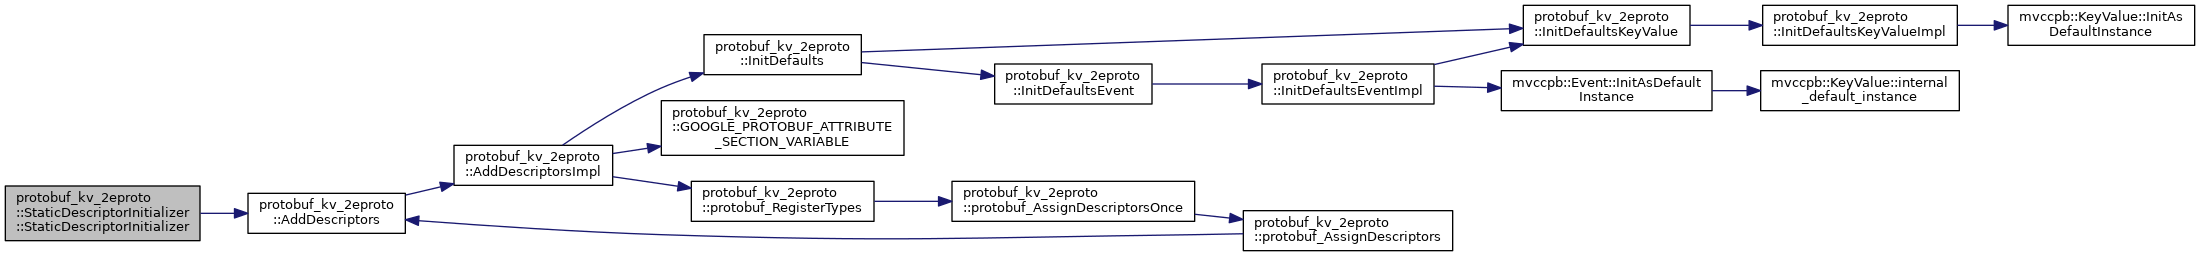 protobuf_kv_2eproto
::StaticDescriptorInitializer
::StaticDescriptorInitializer
protobuf_kv_2eproto
::AddDescriptors
protobuf_kv_2eproto
::AddDescriptorsImpl
protobuf_kv_2eproto
::InitDefaults
protobuf_kv_2eproto
::GOOGLE_PROTOBUF_ATTRIBUTE
_SECTION_VARIABLE
protobuf_kv_2eproto
::protobuf_RegisterTypes
protobuf_kv_2eproto
::InitDefaultsEvent
protobuf_kv_2eproto
::protobuf_AssignDescriptorsOnce
protobuf_kv_2eproto
::InitDefaultsEventImpl
protobuf_kv_2eproto
::protobuf_AssignDescriptors
protobuf_kv_2eproto
::InitDefaultsKeyValue
mvccpb::Event::InitAsDefault
Instance
protobuf_kv_2eproto
::InitDefaultsKeyValueImpl
mvccpb::KeyValue::internal
_default_instance
mvccpb::KeyValue::InitAs
DefaultInstance